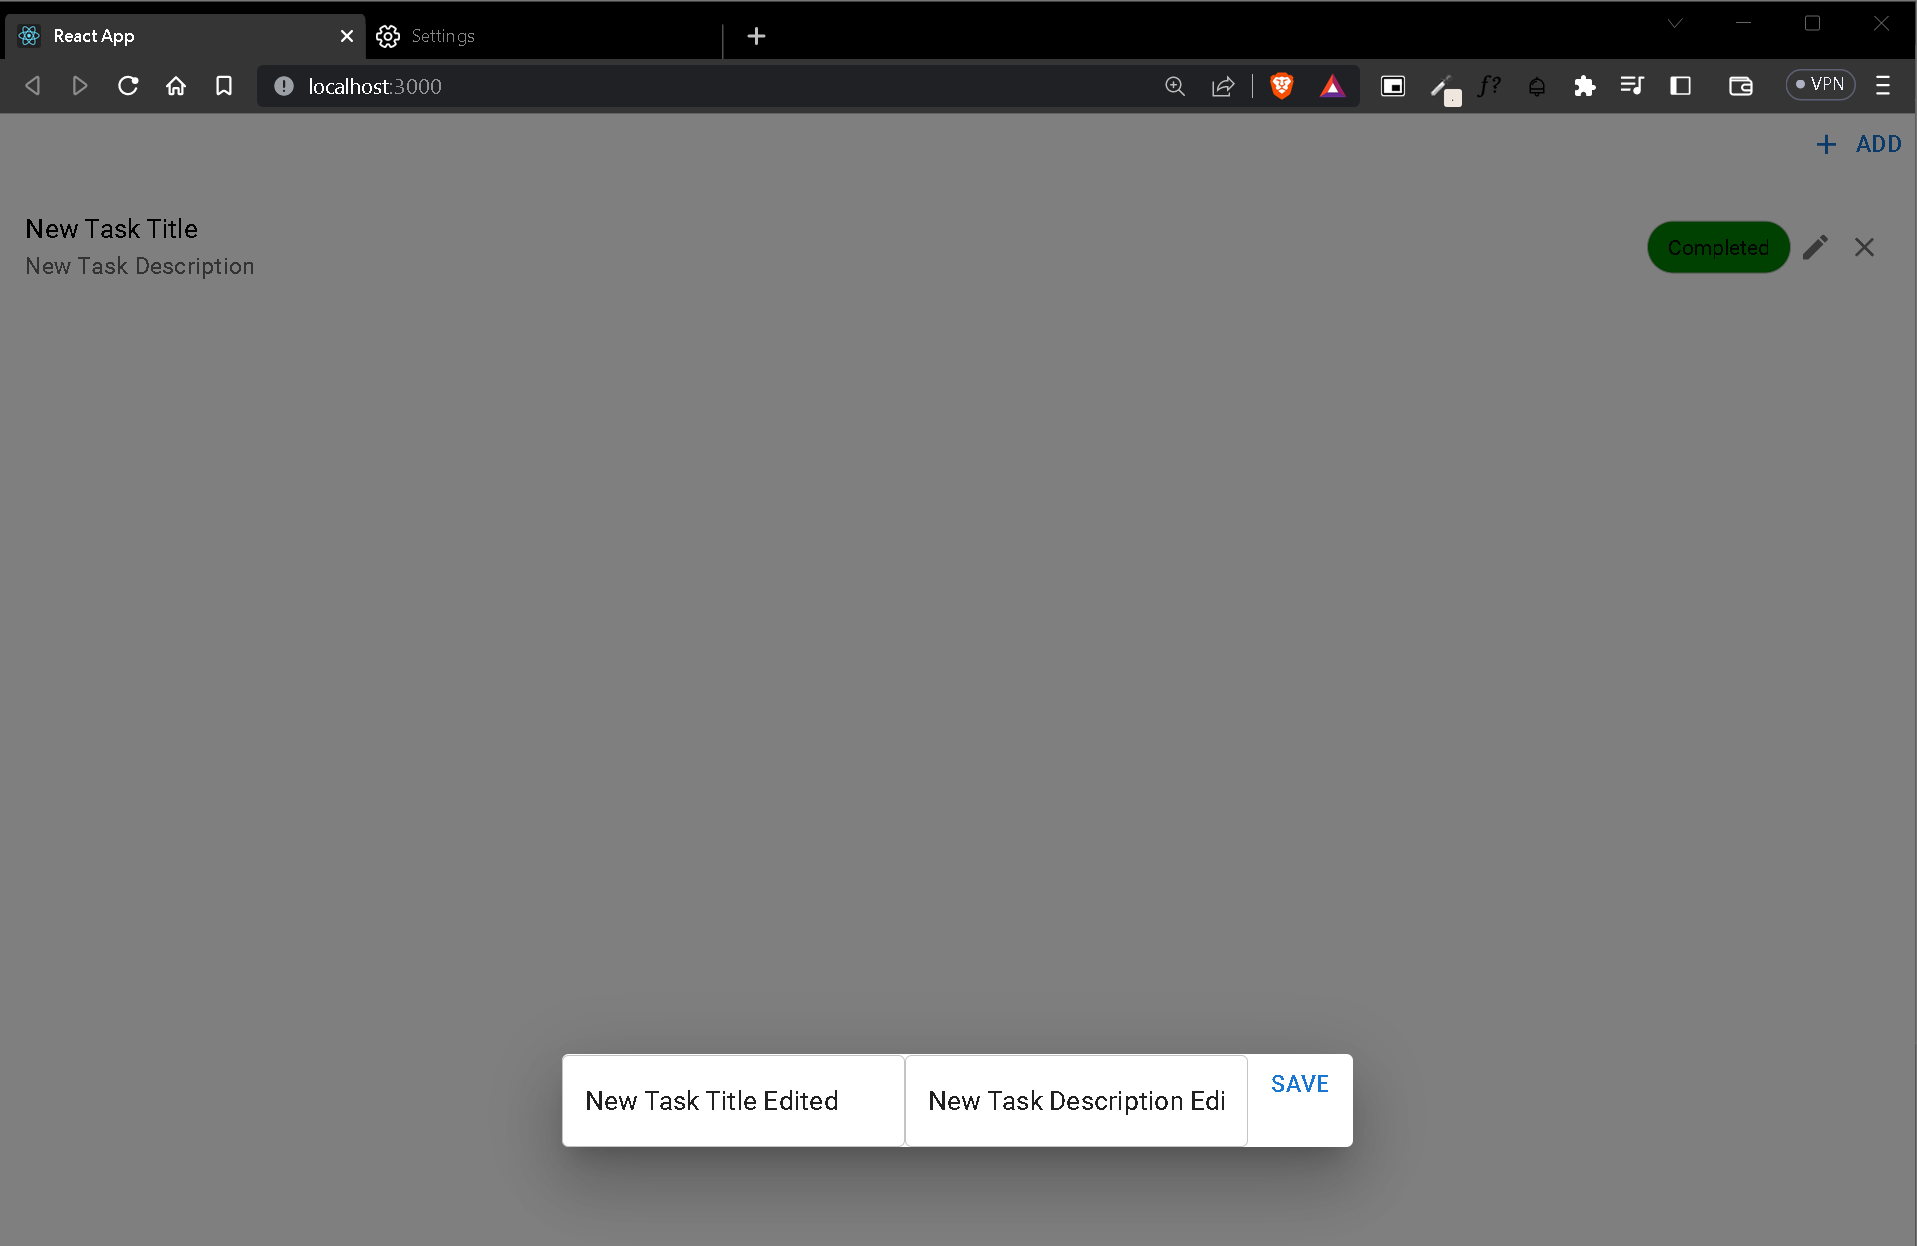 React App
Settings
localhost:3000
VPN
ADD
New Task Title
Completed
New Task Description
New Task Title Edited
New Task Description Edi
SAVE